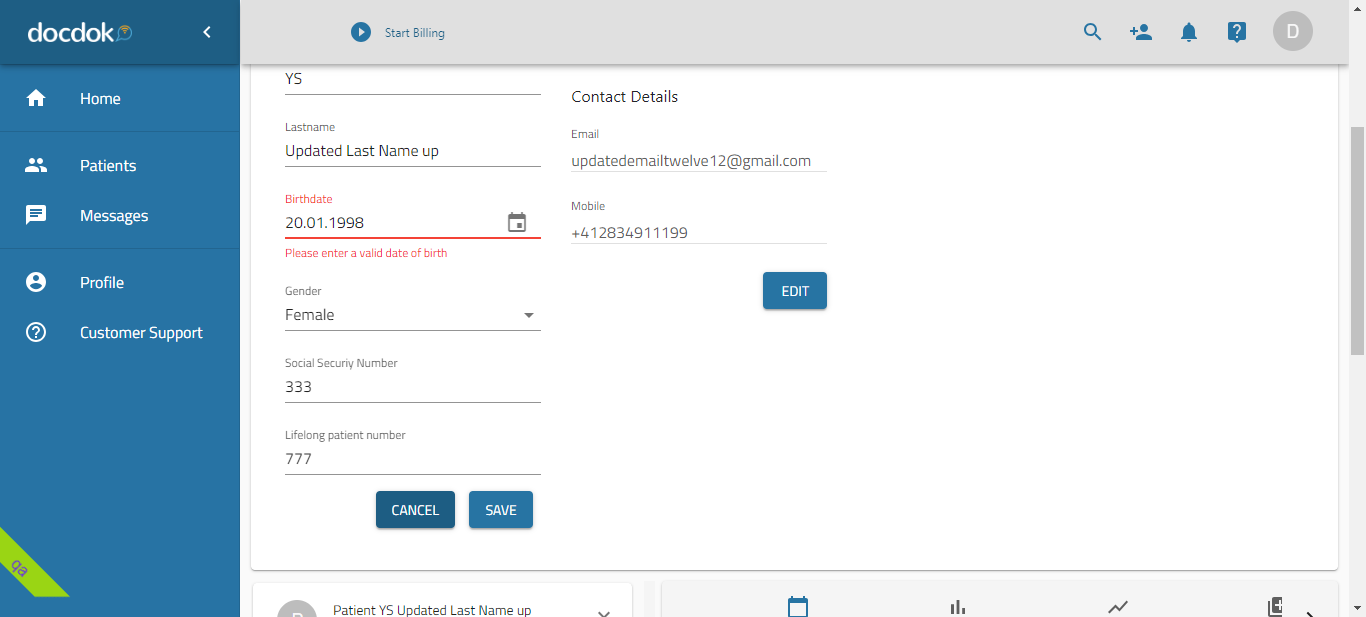 docdok
Start Billing
D
Home
Patients
Messages
Profile
Customer Support
qa
YS
Lastname
Updated Last Name up
Birthdate
20.01.1998
Please enter a valid date of birth
Gender
Female
Social Securiy Number
333
Lifelong patient number
777
CANCEL
SAVE
Contact Details
Email
updatedemailtwelve12@gmail.com
Mobile
+412834911199
EDIT
Patient YS Updated Last Name up